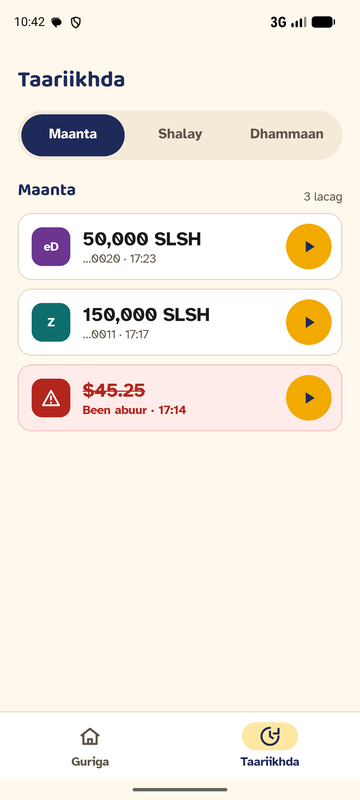 10:42
3G
Taariikhda
Maanta
Shalay
Dhammaan
Maanta
3 lacag
eD
50,000 SLSH
...0020 · 17:23
Z
150,000 SLSH
...0011 · 17:17
$45.25
Been abuur · 17:14
Guriga
Taariikhda